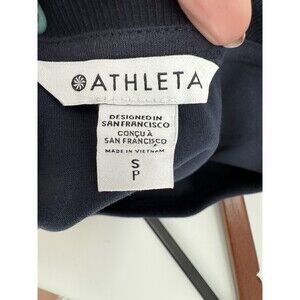 ATHLETA
DESIGNED IN
SAN FRANCISCO
CONÇU À
SAN FRANCISCO
MADE IN VIETNAM
S
P